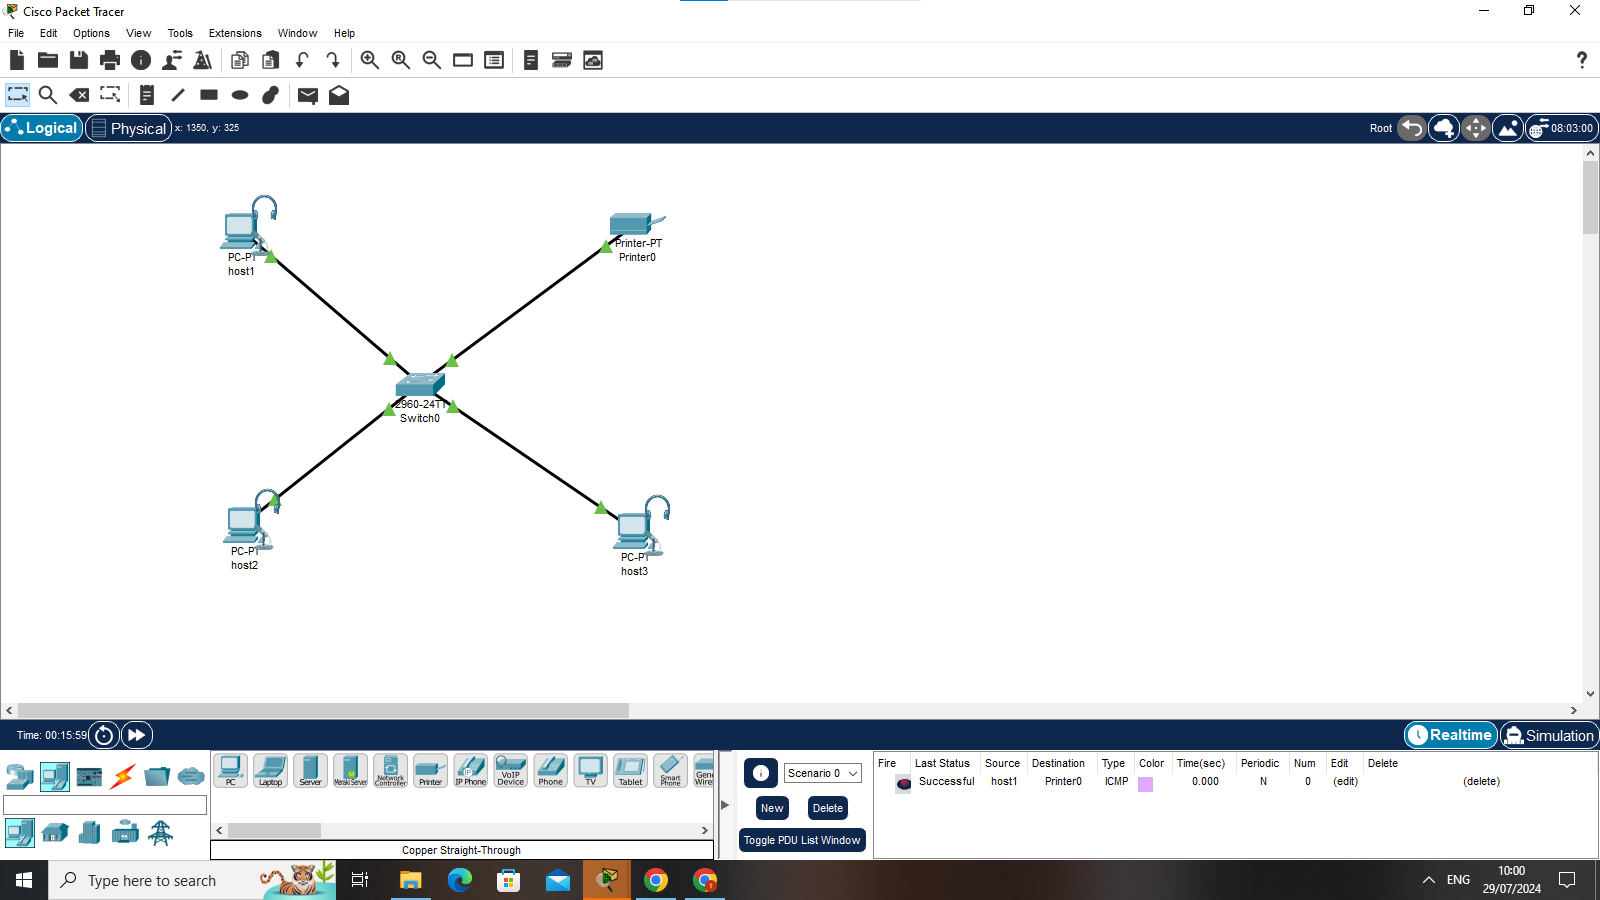 Cisco Packet Tracer
File Edit Options View Tools Extensions Window Help
Logical Physical x: 1350, y: 325 Root 08:03:00
PC-PT
host1
Printer-PT
Printer0
2960-24TT
Switch0
PC-PT
host2
PC-PT
host3
Time: 00:15:59 Realtime Simulation
PC Laptop Server Meraki Server Network Controller Printer IP Phone VoIP Device Phone TV Tablet Smart Phone
Copper Straight-Through
Scenario 0
New Delete
Toggle PDU List Window
Fire Last Status Source Destination Type Color Time(sec) Periodic Num Edit Delete
Successful host1 Printer0 ICMP 0.000 N 0 (edit) (delete)
Type here to search
ENG
10:00
29/07/2024